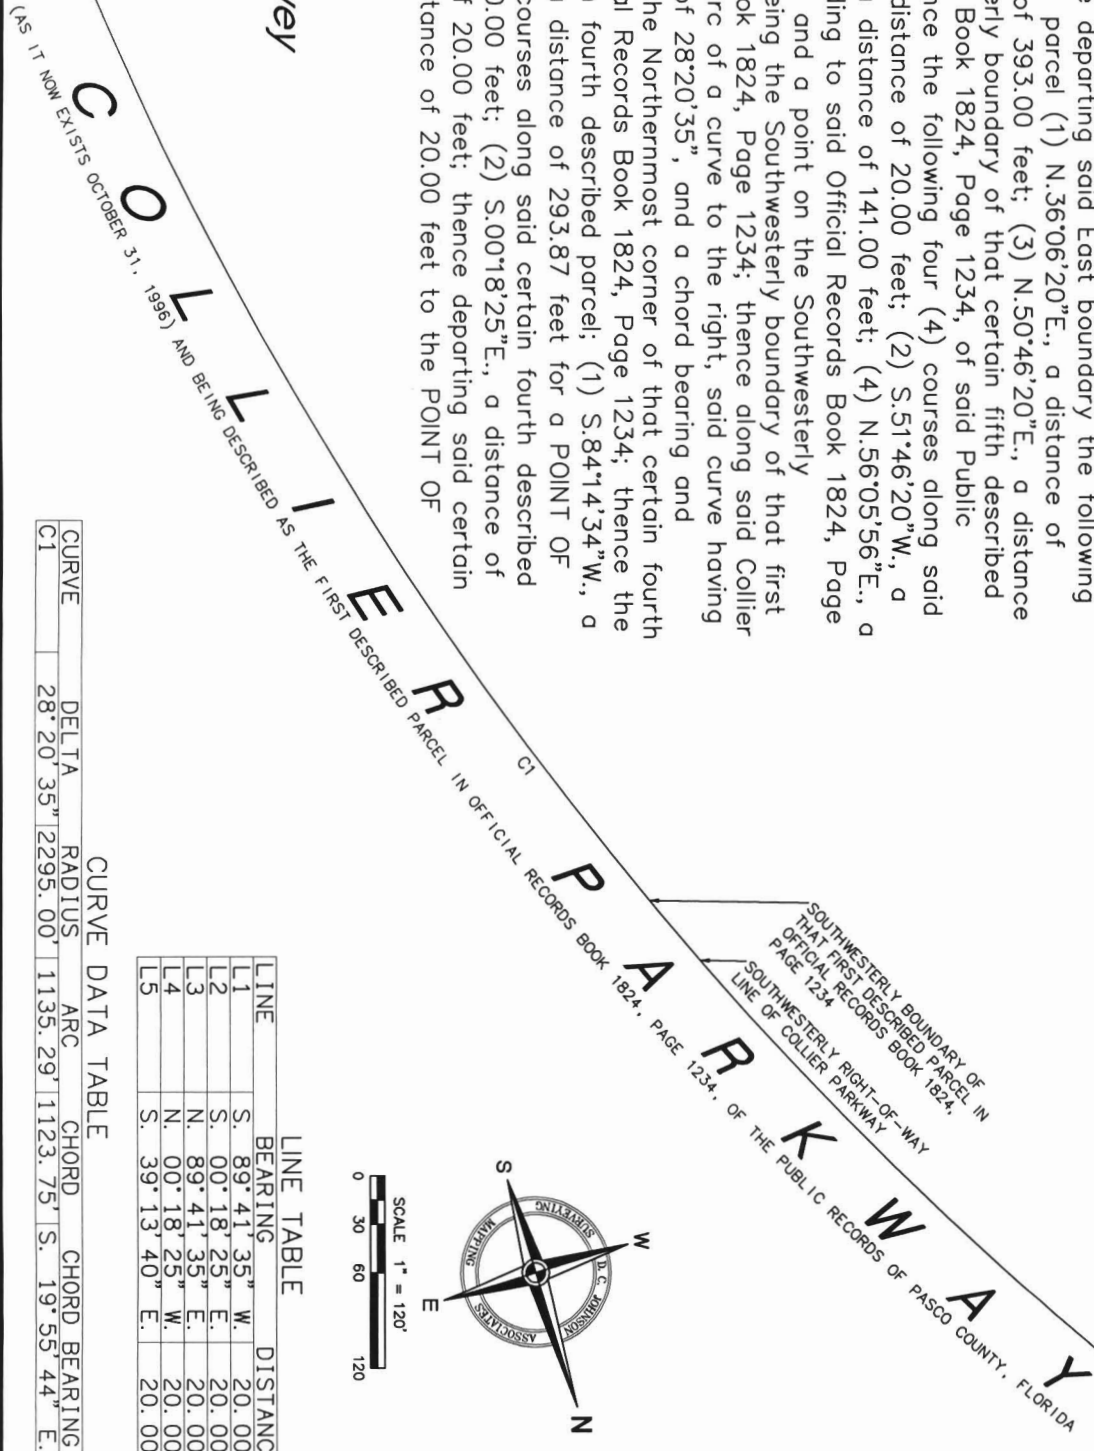 e departing said East boundary the following
parcel (1) N.36°06'20"E., a distance of
of 393.00 feet; (3) N.50°46'20"E., a distance
erly boundary of that certain fifth described
Book 1824, Page 1234, of said Public
nce the following four (4) courses along said
distance of 20.00 feet; (2) S.51°46'20"W., a
distance of 141.00 feet; (4) N.56°05'56"E., a
ding to said Official Records Book 1824, Page
and a point on the Southwesterly
eing the Southwesterly boundary of that first
ok 1824, Page 1234; thence along said Collier
rc of a curve to the right, said curve having
of 28°20'35", and a chord bearing and
the Northernmost corner of that certain fourth
al Records Book 1824, Page 1234; thence the
fourth described parcel; (1) S.84°14'34"W., a
distance of 293.87 feet for a POINT OF
courses along said certain fourth described
0.00 feet; (2) S.00°18'25"E., a distance of
f 20.00 feet; thence departing said certain
tance of 20.00 feet to the POINT OF
vey
COLLIER PARKWAY
(AS IT NOW EXISTS OCTOBER 31, 1996) AND BEING DESCRIBED AS THE FIRST DESCRIBED PARCEL IN OFFICIAL RECORDS BOOK 1824, PAGE 1234, OF THE PUBLIC RECORDS OF PASCO COUNTY, FLORIDA
C1
SOUTHWESTERLY BOUNDARY OF
THAT FIRST DESCRIBED PARCEL IN
OFFICIAL RECORDS BOOK 1824,
PAGE 1234
SOUTHWESTERLY RIGHT-OF-WAY
LINE OF COLLIER PARKWAY
S W E N
D. C. JOHNSON ASSOCIATES
SURVEYING MAPPING
SCALE 1" = 120'
0 30 60 120
LINE TABLE
LINE BEARING DISTANC
L1 S. 89°41'35" W. 20.00
L2 S. 00°18'25" E. 20.00
L3 N. 89°41'35" E. 20.00
L4 N. 00°18'25" W. 20.00
L5 S. 39°13'40" E. 20.00
CURVE DATA TABLE
CURVE DELTA RADIUS ARC CHORD CHORD BEARING
C1 28°20'35" 2295.00' 1135.29' 1123.75' S. 19°55'44" E.